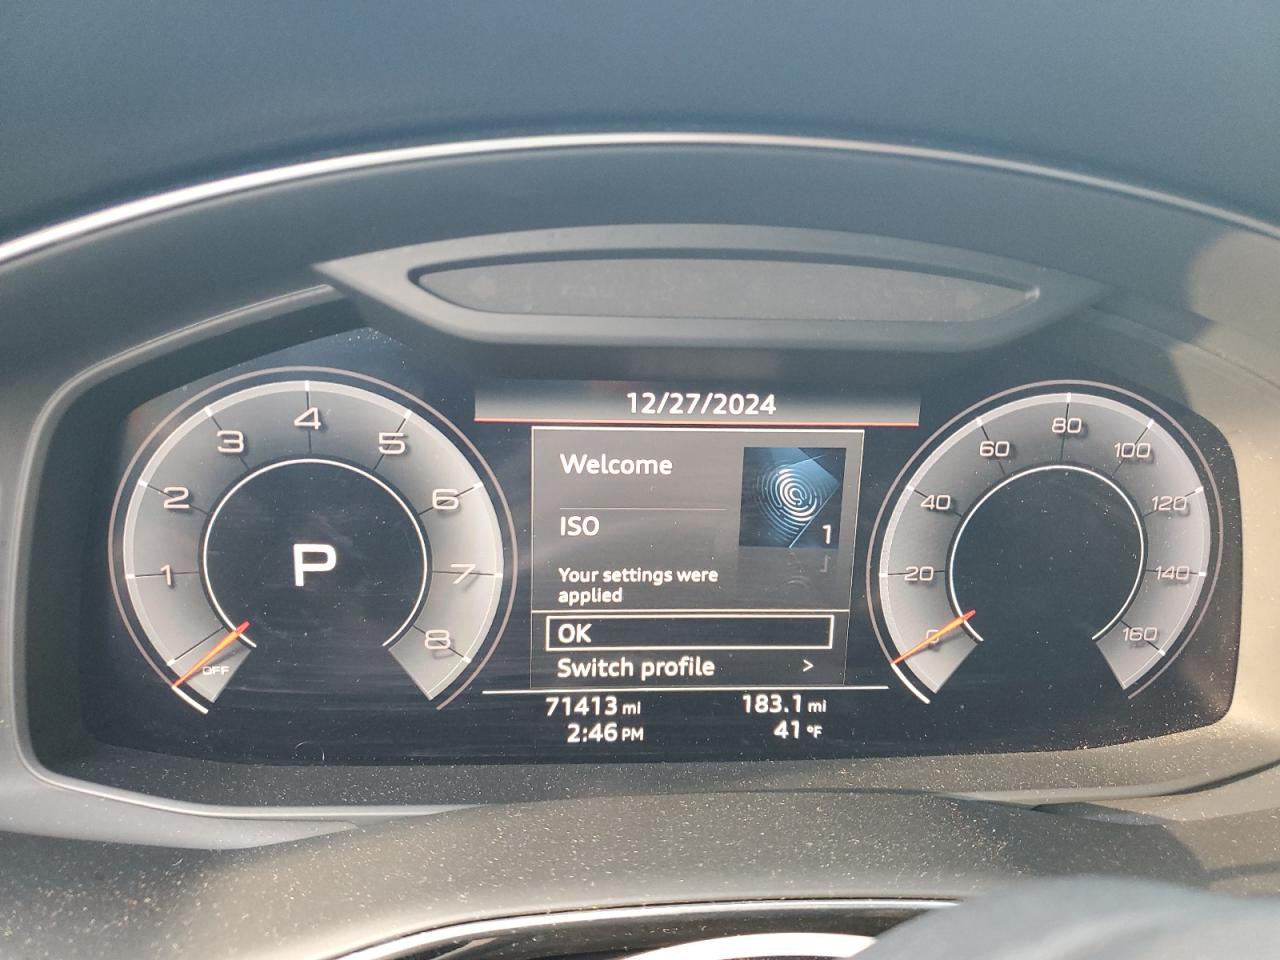 12/27/2024
Welcome
ISO
1
Your settings were
applied
OK
Switch profile >
71413 mi 183.1 mi
2:46 PM 41 °F
P
OFF
1
2
3
4
5
6
7
8
0
20
40
60
80
100
120
140
160